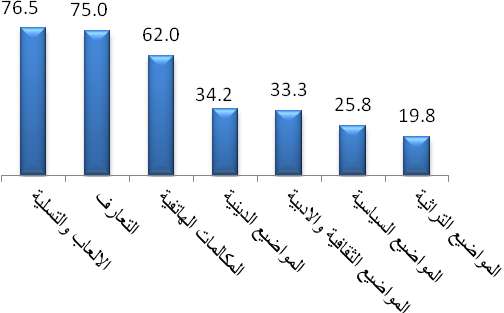 76.5
75.0
62.0
34.2
33.3
25.8
19.8
الالعاب والتسلية
التعارف
المكالمات الهاتفية
المواضيع الدينية
المواضيع الثقافية والادبية
المواضيع السياسية
المواضيع التراثية